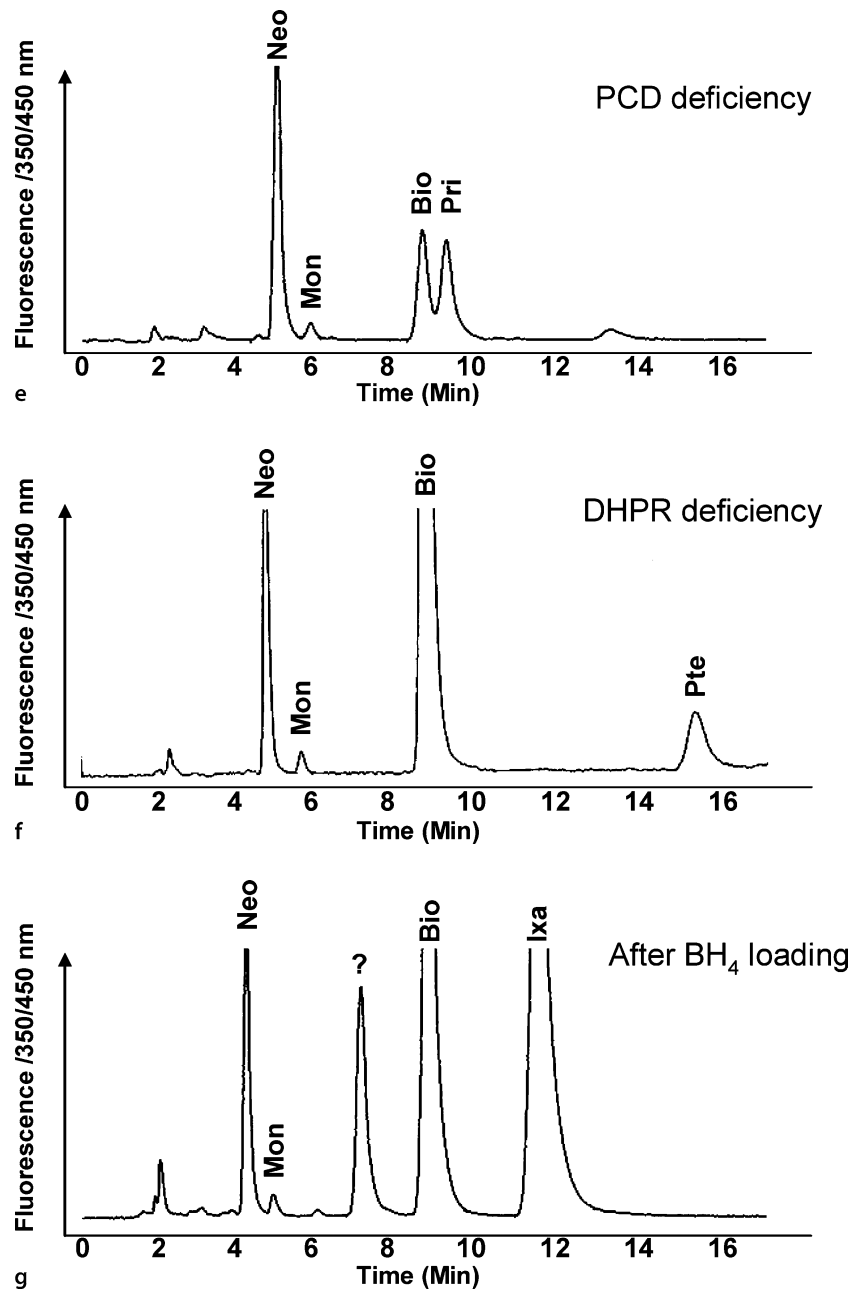 Neo
PCD deficiency
Bio
Pri
Mon
Fluorescence /350/450 nm
0 2 4 6 8 10 12 14 16
Time (Min)
e
Neo
Bio
DHPR deficiency
Pte
Mon
Fluorescence /350/450 nm
0 2 4 6 8 10 12 14 16
Time (Min)
f
Neo
?
Bio
Ixa
After BH₄ loading
Mon
Fluorescence /350/450 nm
0 2 4 6 8 10 12 14 16
Time (Min)
g